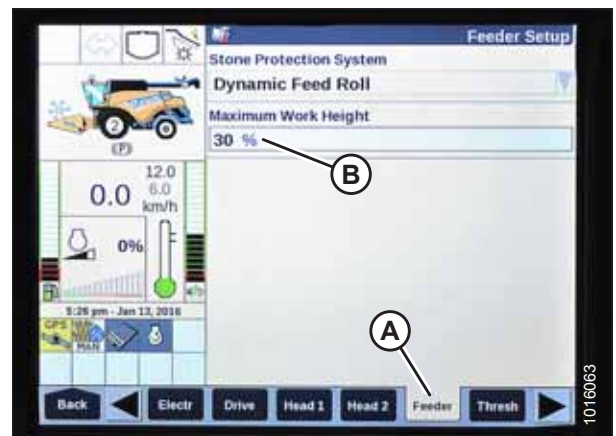 Feeder Setup
Stone Protection System
Dynamic Feed Roll
Maximum Work Height
30 %
B
2
(P)
12.0
6.0
0.0 km/h
0%
5:26 pm - Jan 13, 2016
GPS
MAN
A
Back Electr Drive Head 1 Head 2 Feeder Thresh
1016063